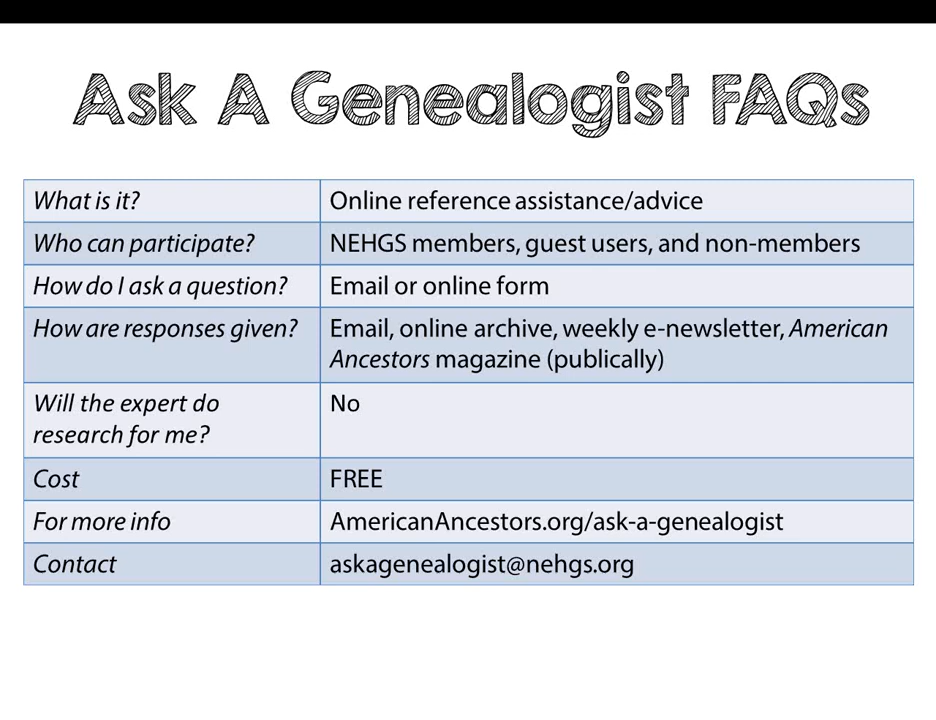 Ask A Genealogist FAQs
What is it? Online reference assistance/advice
Who can participate? NEHGS members, guest users, and non-members
How do I ask a question? Email or online form
How are responses given? Email, online archive, weekly e-newsletter, American
Ancestors magazine (publically)
Will the expert do No
research for me?
Cost FREE
For more info AmericanAncestors.org/ask-a-genealogist
Contact askagenealogist@nehgs.org